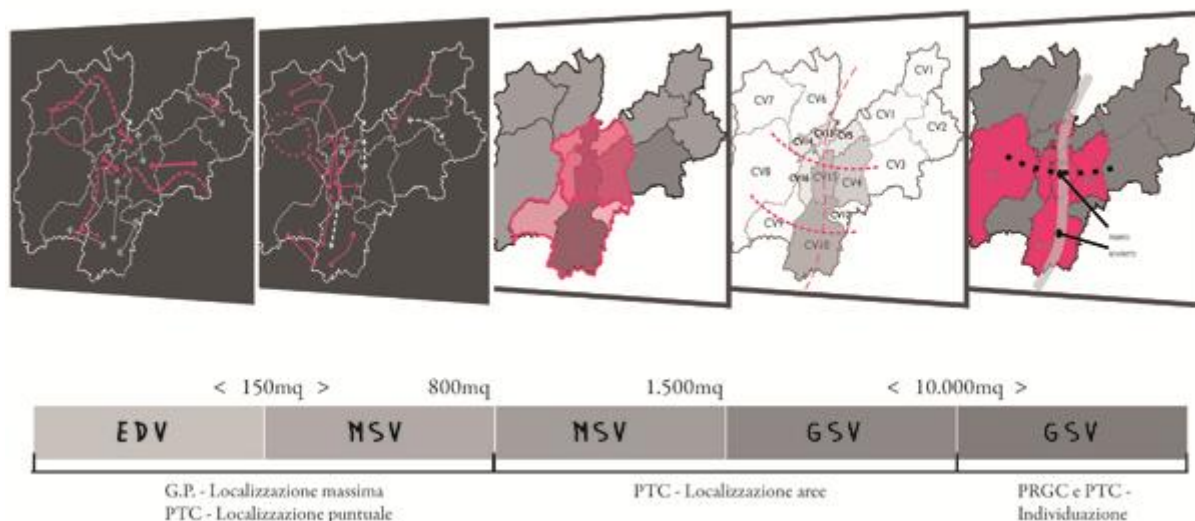 CV1
CV7
CV6
CV1
CV2
CV8
CV3
CV4
CV9
CV10
< 150mq >
800mq
1.500mq
< 10.000mq >
EDV
MSV
MSV
GSV
GSV
G.P. - Localizzazione massima
PTC - Localizzazione puntuale
PTC - Localizzazione aree
PRGC e PTC -
Individuazione